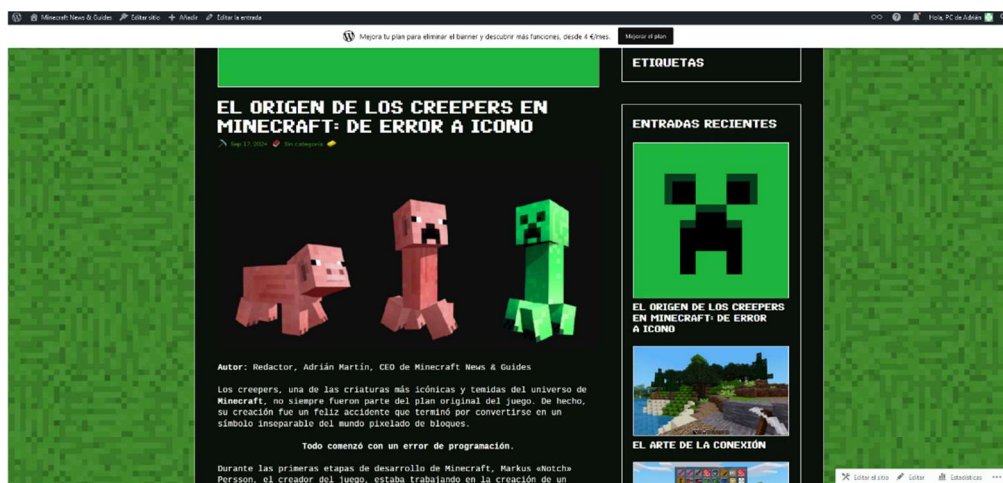 Minecraft News & Guides Editar sitio + Añadir Editar la entrada
Hola, PC de Adrián
Mejora tu plan para eliminar el banner y descubrir más funciones, desde 4 €/mes. Mejorar el plan
EL ORIGEN DE LOS CREEPERS EN
MINECRAFT: DE ERROR A ICONO
Sep 17, 2024 Sin categoría
Autor: Redactor, Adrián Martín, CEO de Minecraft News & Guides
Los creepers, una de las criaturas más icónicas y temidas del universo de
Minecraft, no siempre fueron parte del plan original del juego. De hecho,
su creación fue un feliz accidente que terminó por convertirse en un
símbolo inseparable del mundo pixelado de bloques.
Todo comenzó con un error de programación.
Durante las primeras etapas de desarrollo de Minecraft, Markus «Notch»
Persson, el creador del juego, estaba trabajando en la creación de un
ETIQUETAS
ENTRADAS RECIENTES
EL ORIGEN DE LOS CREEPERS
EN MINECRAFT: DE ERROR
A ICONO
EL ARTE DE LA CONEXIÓN
Editar el sitio Editar Estadísticas